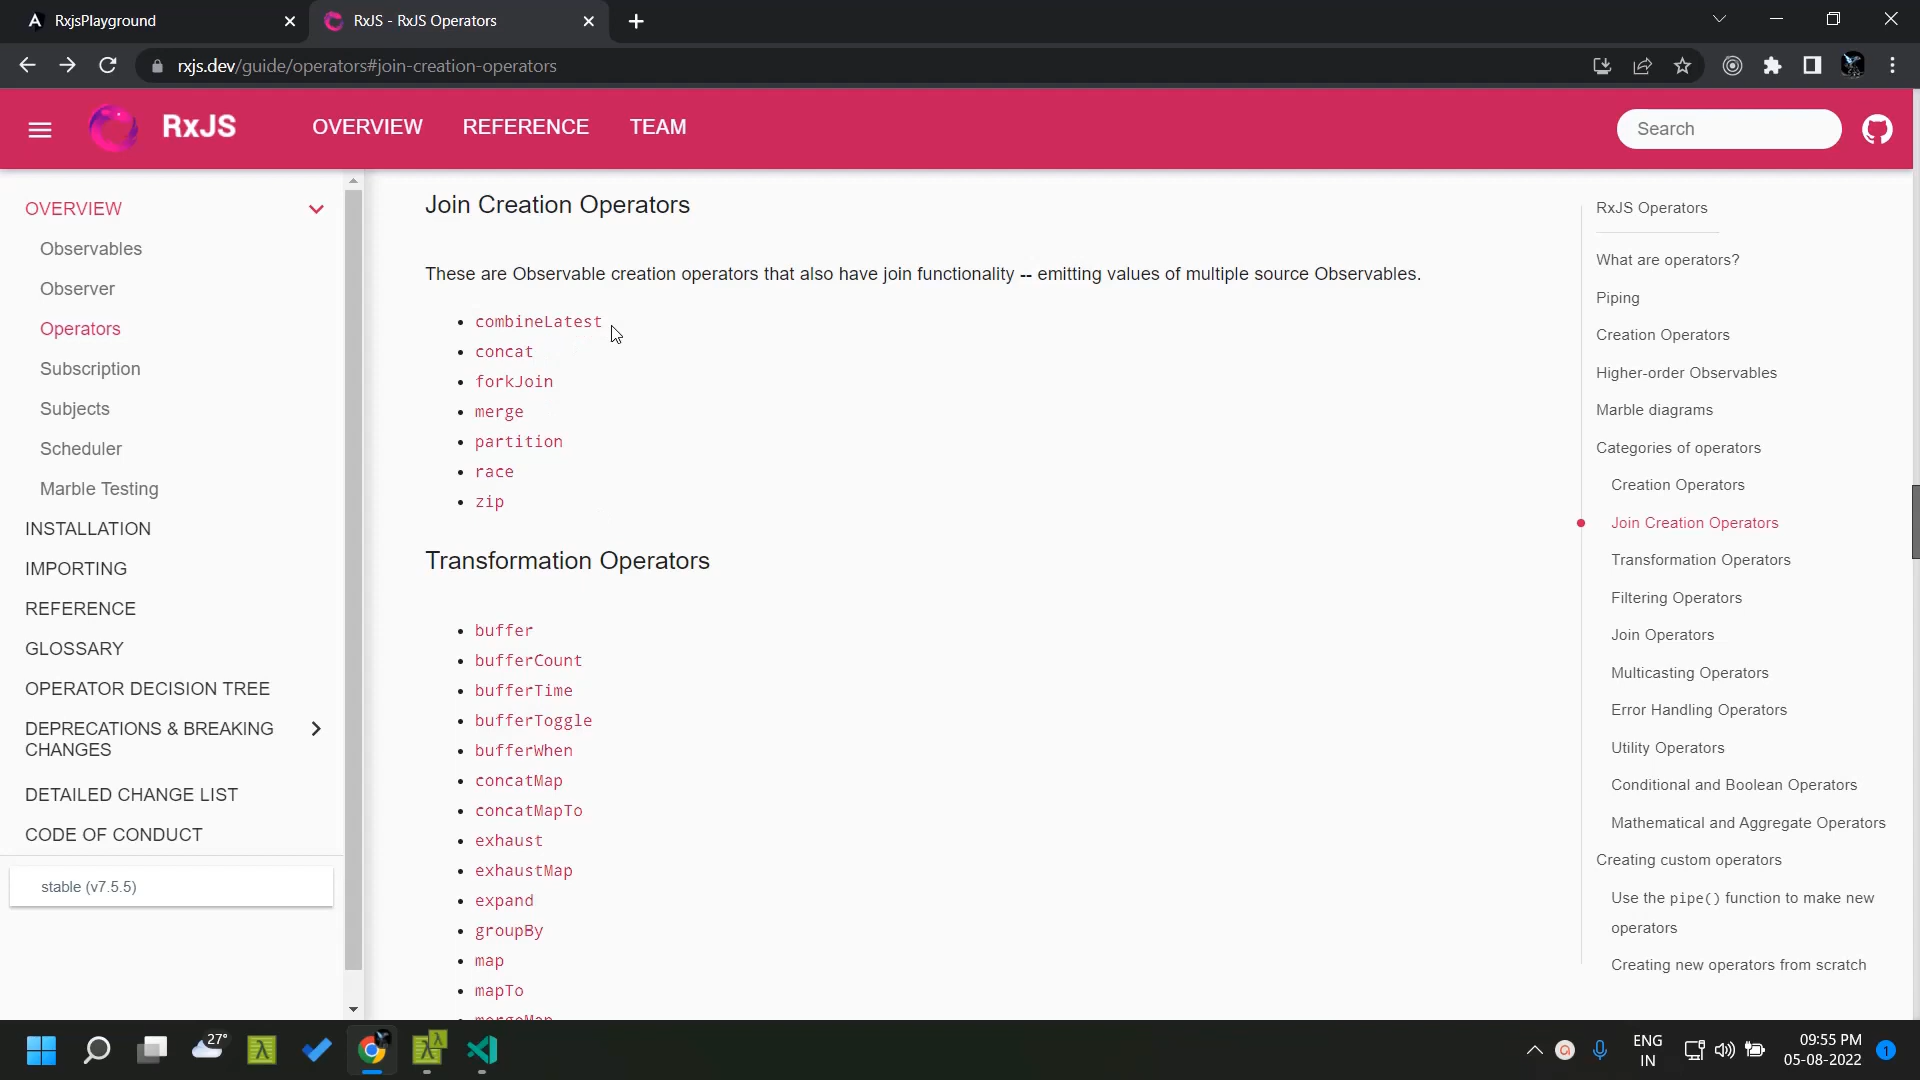 RxjsPlayground
RxJS - RxJS Operators
rxjs.dev/guide/operators#join-creation-operators
RxJS
OVERVIEW
REFERENCE
TEAM
Search
OVERVIEW
Observables
Observer
Operators
Subscription
Subjects
Scheduler
Marble Testing
INSTALLATION
IMPORTING
REFERENCE
GLOSSARY
OPERATOR DECISION TREE
DEPRECATIONS & BREAKING
CHANGES
DETAILED CHANGE LIST
CODE OF CONDUCT
stable (v7.5.5)
Join Creation Operators
These are Observable creation operators that also have join functionality -- emitting values of multiple source Observables.
combineLatest
concat
forkJoin
merge
partition
race
zip
Transformation Operators
buffer
bufferCount
bufferTime
bufferToggle
bufferWhen
concatMap
concatMapTo
exhaust
exhaustMap
expand
groupBy
map
mapTo
mergeMap
RxJS Operators
What are operators?
Piping
Creation Operators
Higher-order Observables
Marble diagrams
Categories of operators
Creation Operators
Join Creation Operators
Transformation Operators
Filtering Operators
Join Operators
Multicasting Operators
Error Handling Operators
Utility Operators
Conditional and Boolean Operators
Mathematical and Aggregate Operators
Creating custom operators
Use the pipe() function to make new
operators
Creating new operators from scratch
27°
ENG
IN
09:55 PM
05-08-2022
1